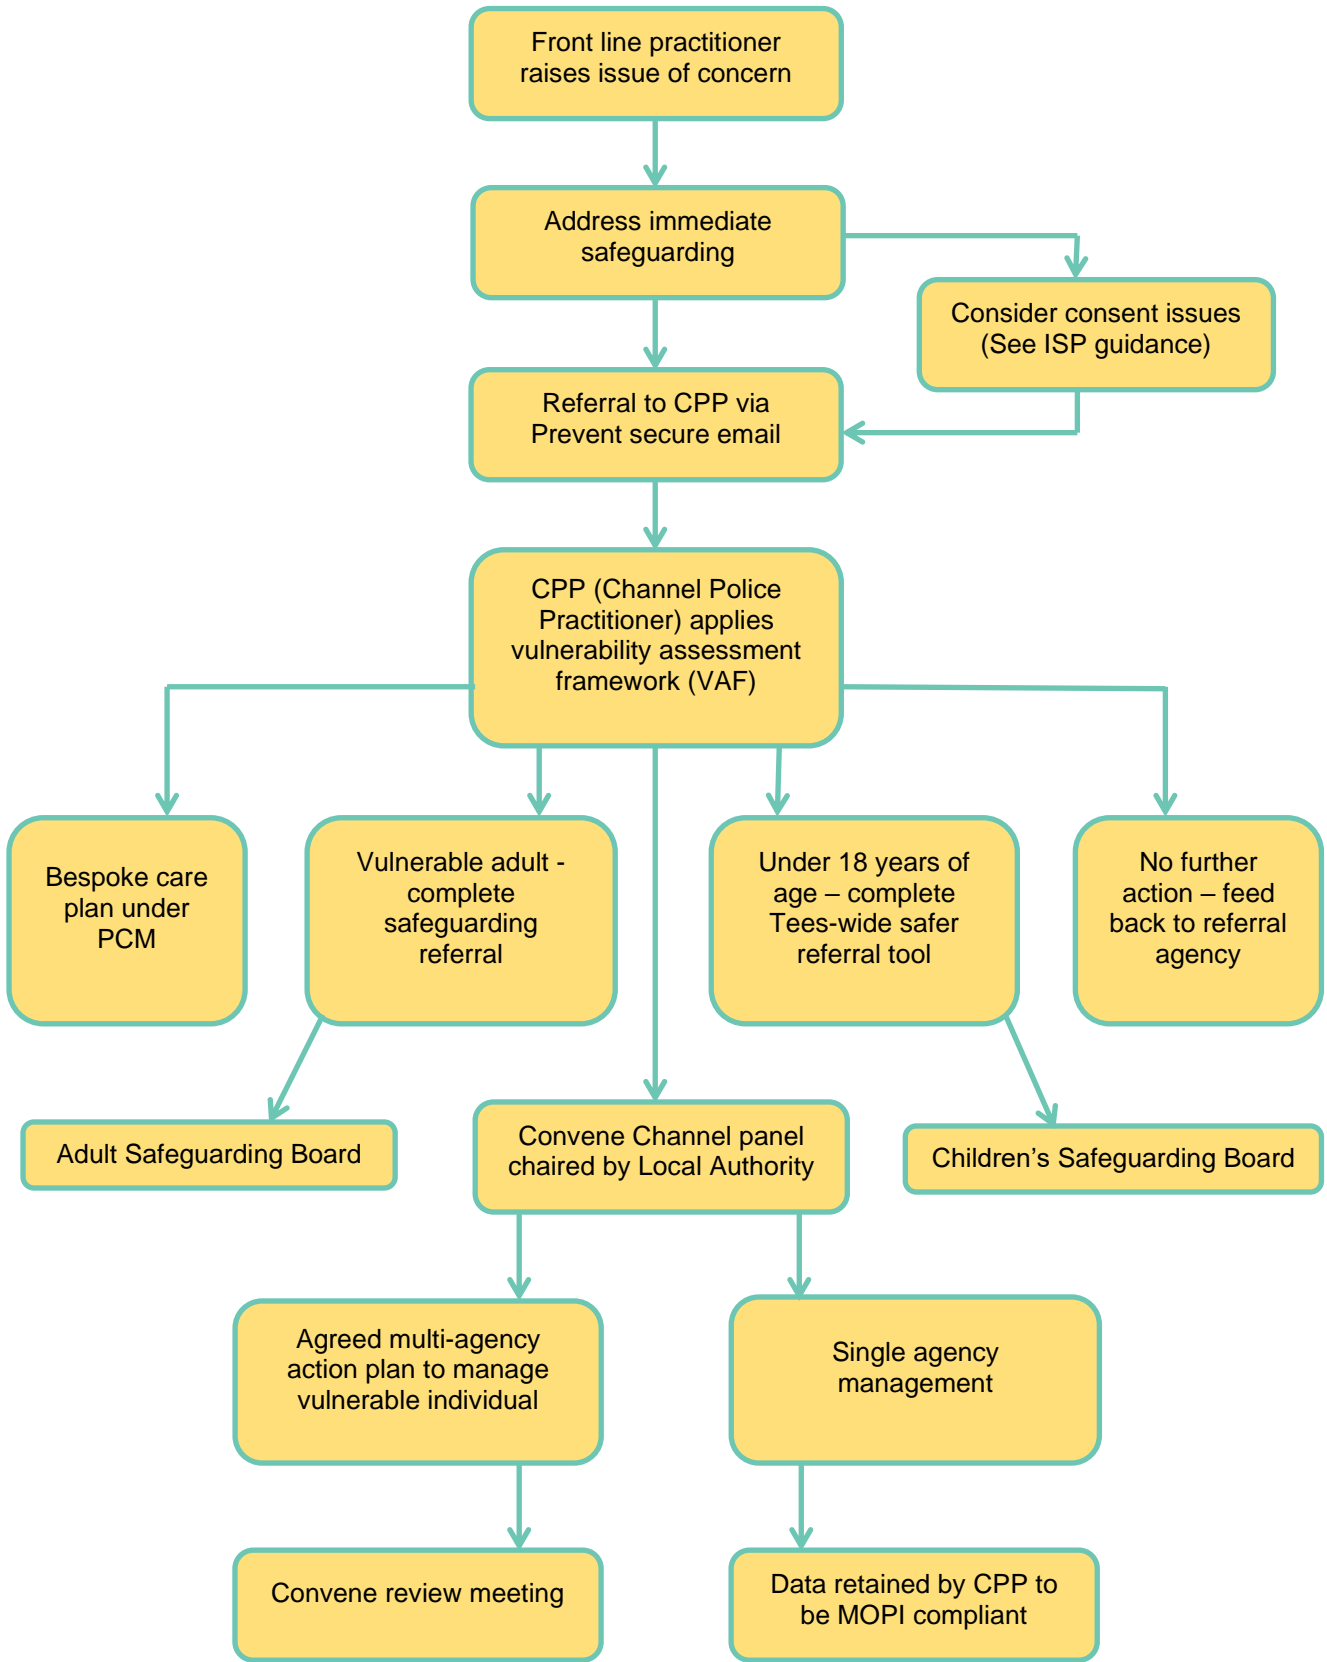 Front line practitioner
raises issue of concern
Address immediate
safeguarding
Consider consent issues
(See ISP guidance)
Referral to CPP via
Prevent secure email
CPP (Channel Police
Practitioner) applies
vulnerability assessment
framework (VAF)
Bespoke care
plan under
PCM
Vulnerable adult -
complete
safeguarding
referral
Under 18 years of
age – complete
Tees-wide safer
referral tool
No further
action – feed
back to referral
agency
Adult Safeguarding Board
Convene Channel panel
chaired by Local Authority
Children’s Safeguarding Board
Agreed multi-agency
action plan to manage
vulnerable individual
Single agency
management
Convene review meeting
Data retained by CPP to
be MOPI compliant